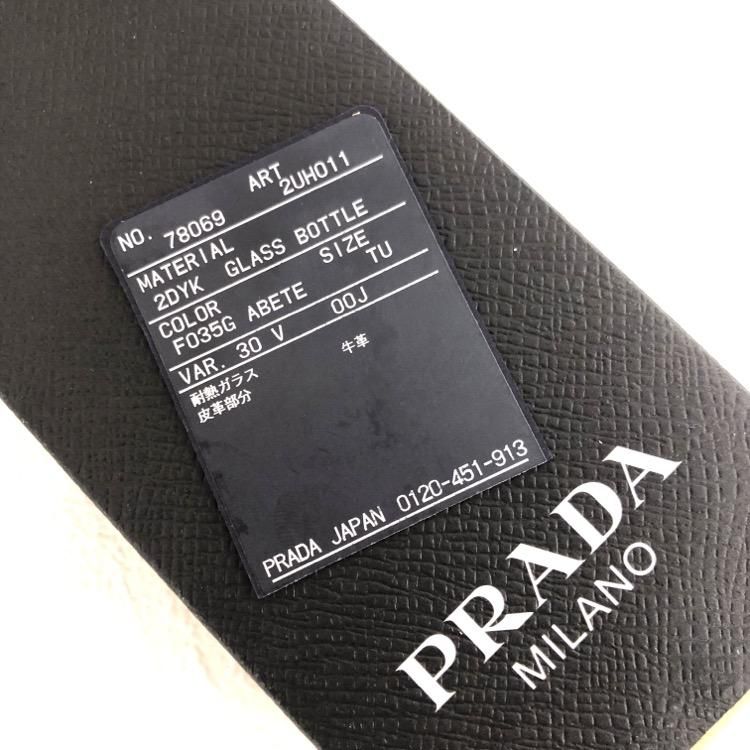 ART
NO. 78069 2UH011
MATERIAL
2DYK GLASS BOTTLE
COLOR SIZE
F035G ABETE TU
VAR. 30 V 00J
耐熱ガラス 牛革
皮革部分
PRADA JAPAN 0120-451-913
PRADA
MILANO